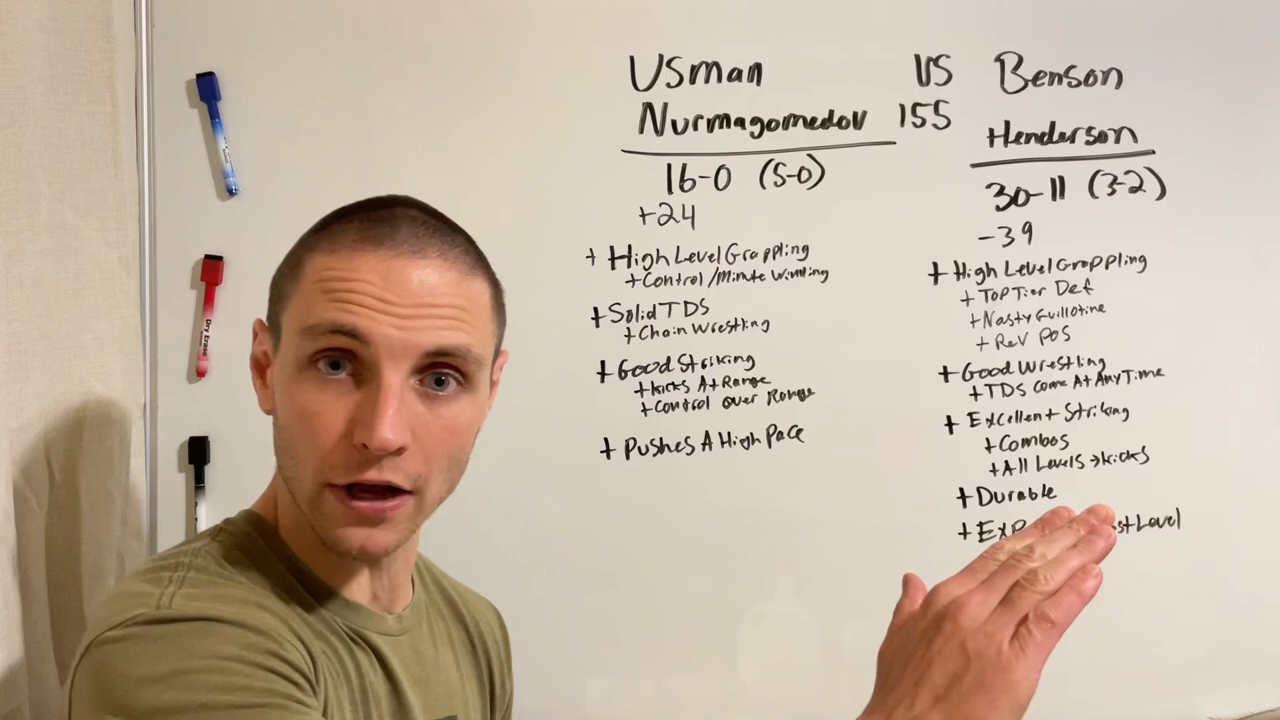 Usman VS Benson
Nurmagomedov 155 Henderson
16-0 (5-0)
+24
+ High Level Grappling
+ Control/Minute Winning
+ Solid TDS
+ Chain Wrestling
+ Good Striking
+ Kicks At Range
+ Control over Range
+ Pushes A High Pace
30-11 (3-2)
-39
+ High Level Grappling
+ Top Tier Def
+ Nasty Guillotine
+ Rev Pos
+ Good Wrestling
+ TDS Come At Any Time
+ Excellent Striking
+ Combos
+ All Levels → Kicks
+ Durable
+ Level
Dry Erase